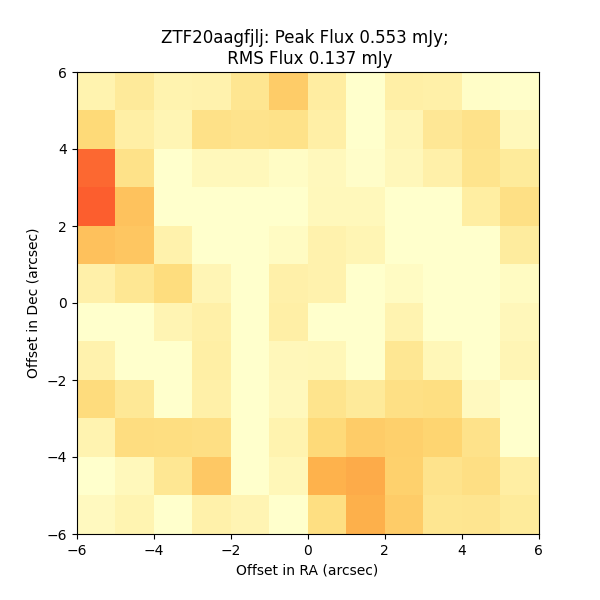 ZTF20aagfjlj: Peak Flux 0.553 mJy;
RMS Flux 0.137 mJy
6
4
2
0
−2
−4
−6
Offset in Dec (arcsec)
−6 −4 −2 0 2 4 6
Offset in RA (arcsec)